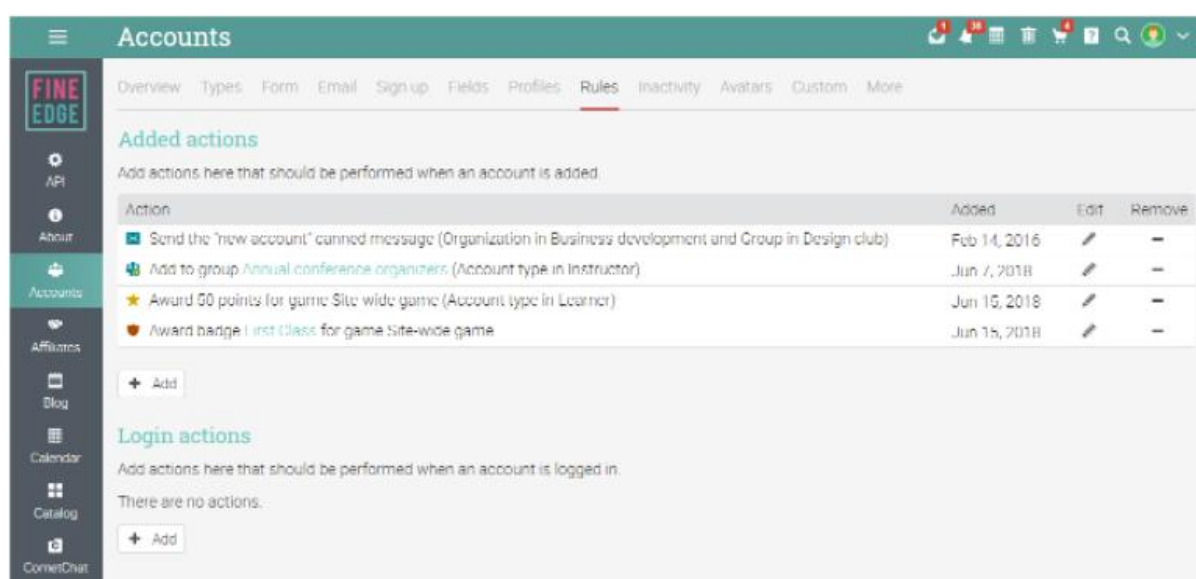 Accounts
1
38
4
FINE
EDGE
Overview Types Form Email Sign up Fields Profiles Rules Inactivity Avatars Custom More
Added actions
Add actions here that should be performed when an account is added.
Action Added Edit Remove
Send the "new account" canned message (Organization in Business development and Group in Design club) Feb 14, 2016
Add to group Annual conference organizers (Account type in Instructor) Jun 7, 2018
Award 50 points for game Site-wide game (Account type in Learner) Jun 15, 2018
Award badge First Class for game Site-wide game Jun 15, 2018
+ Add
Login actions
Add actions here that should be performed when an account is logged in.
There are no actions.
+ Add
API
About
Accounts
Affiliates
Blog
Calendar
Catalog
CometChat